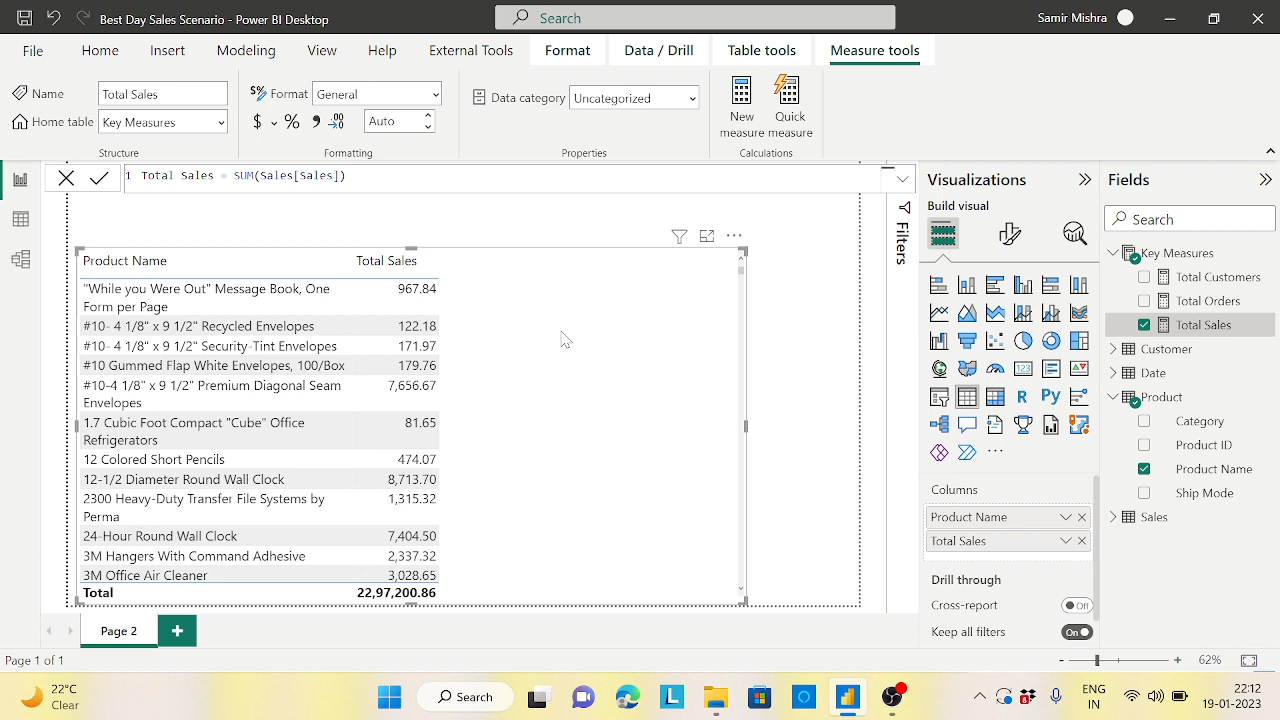 Best Day Sales Scenario - Power BI Desktop
Search
Samir Mishra
File Home Insert Modeling View Help External Tools Format Data / Drill Table tools Measure tools
Name Total Sales
Home table Key Measures
Structure
Format General
$ % Auto
Formatting
Data category Uncategorized
Properties
New measure
Quick measure
Calculations
1 Total Sales = SUM(Sales[Sales])
Product Name Total Sales
"While you Were Out" Message Book, One 967.84
Form per Page
#10- 4 1/8" x 9 1/2" Recycled Envelopes 122.18
#10- 4 1/8" x 9 1/2" Security-Tint Envelopes 171.97
#10 Gummed Flap White Envelopes, 100/Box 179.76
#10-4 1/8" x 9 1/2" Premium Diagonal Seam 7,656.67
Envelopes
1.7 Cubic Foot Compact "Cube" Office 81.65
Refrigerators
12 Colored Short Pencils 474.07
12-1/2 Diameter Round Wall Clock 8,713.70
2300 Heavy-Duty Transfer File Systems by 1,315.32
Perma
24-Hour Round Wall Clock 7,404.50
3M Hangers With Command Adhesive 2,337.32
3M Office Air Cleaner 3,028.65
Total 22,97,200.86
Filters
Visualizations
Build visual
R Py
123
Columns
Product Name
Total Sales
Drill through
Cross-report Off
Keep all filters On
Fields
Search
Key Measures
Total Customers
Total Orders
Total Sales
Customer
Date
Product
Category
Product ID
Product Name
Ship Mode
Sales
Page 2
Page 1 of 1
62%
22°C
Clear
Search
L
8
ENG
IN
22:12
19-01-2023